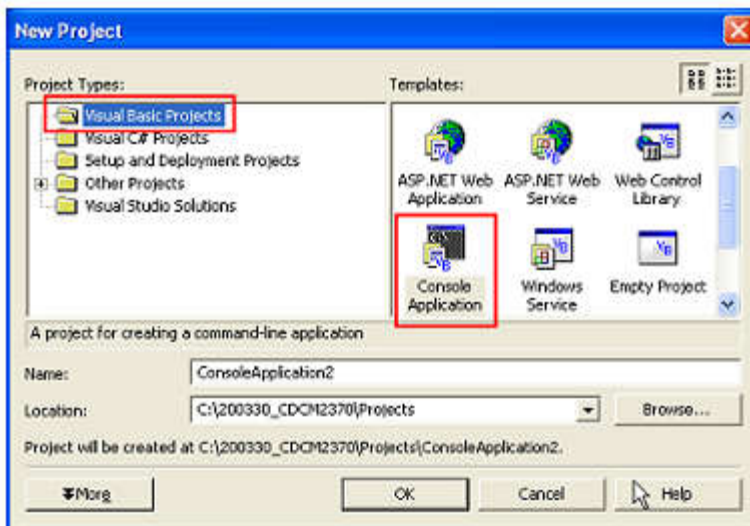 New Project
Project Types:
Templates:
Visual Basic Projects
Visual C# Projects
Setup and Deployment Projects
Other Projects
Visual Studio Solutions
ASP.NET Web Application
ASP.NET Web Service
Web Control Library
Console Application
Windows Service
Empty Project
A project for creating a command-line application
Name:
ConsoleApplication2
Location:
C:\200330_CDCM2370\Projects
Browse...
Project will be created at C:\200330_CDCM2370\Projects\ConsoleApplication2.
More
OK
Cancel
Help